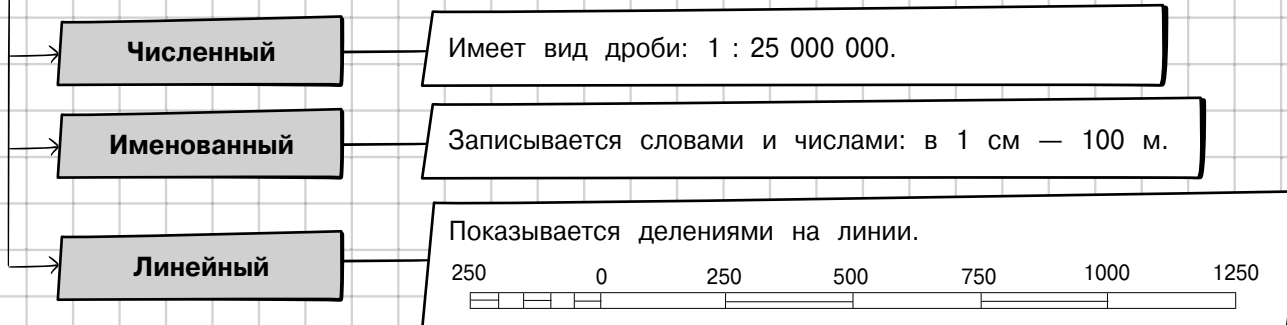 Численный
Имеет вид дроби: 1 : 25 000 000.
Именованный
Записывается словами и числами: в 1 см — 100 м.
Линейный
Показывается делениями на линии.
250 0 250 500 750 1000 1250